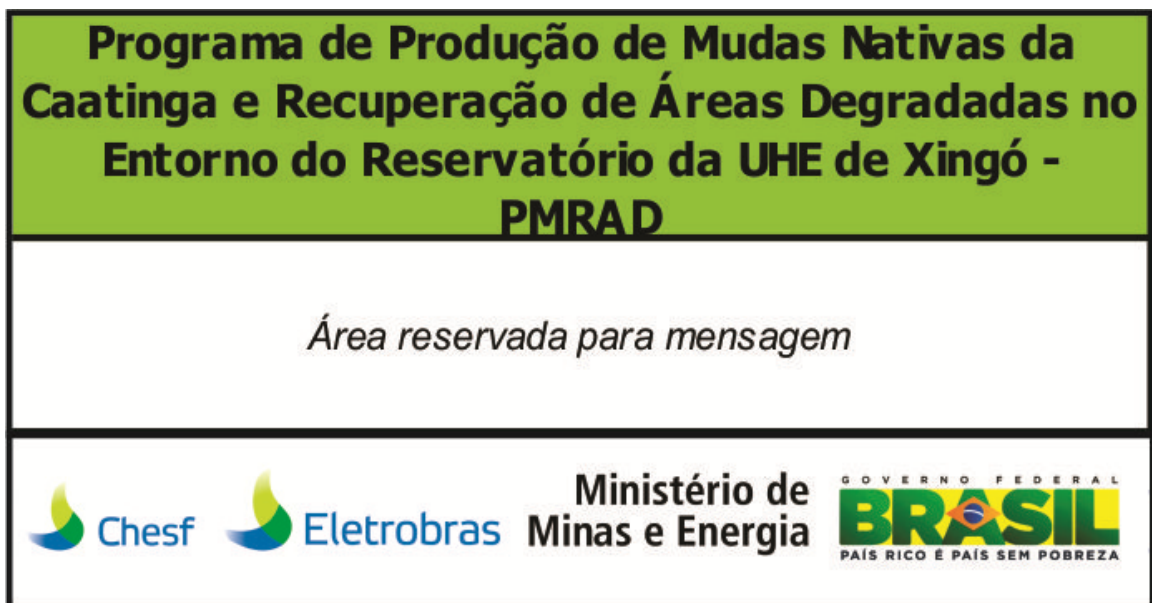 Programa de Produção de Mudas Nativas da
Caatinga e Recuperação de Áreas Degradadas no
Entorno do Reservatório da UHE de Xingó -
PMRAD
Área reservada para mensagem
Chesf
Eletrobras
Ministério de
Minas e Energia
GOVERNO FEDERAL
BRASIL
PAÍS RICO É PAÍS SEM POBREZA